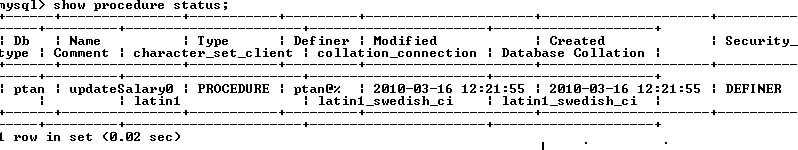 mysql> show procedure status;
+------+---------------+-----------+---------+---------------------+---------------------+----------
| Db | Name | Type | Definer | Modified | Created | Security_
type | Comment | character_set_client | collation_connection | Database Collation |
+------+---------------+-----------+---------+---------------------+---------------------+----------
-----+---------+----------------------+----------------------+--------------------+
| ptan | updateSalary0 | PROCEDURE | ptan@% | 2010-03-16 12:21:55 | 2010-03-16 12:21:55 | DEFINER
| | latin1 | latin1_swedish_ci | latin1_swedish_ci |
+------+---------------+-----------+---------+---------------------+---------------------+----------
-----+---------+----------------------+----------------------+--------------------+
1 row in set (0.02 sec)